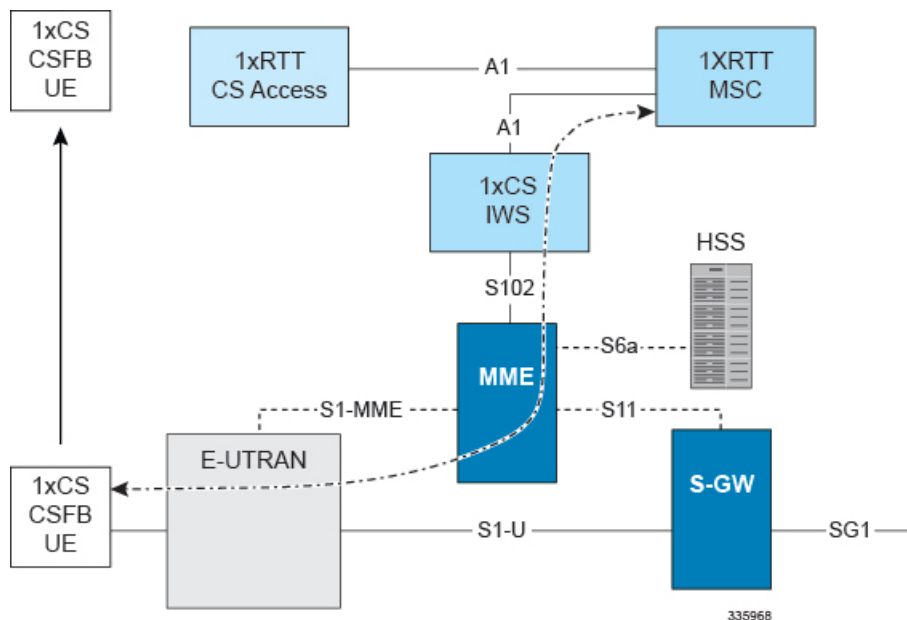 1xCS
CSFB
UE
1xRTT
CS Access
A1
1XRTT
MSC
A1
1xCS
IWS
HSS
S102
MME
S6a
S1-MME
S11
E-UTRAN
1xCS
CSFB
UE
S-GW
S1-U
SG1
335968